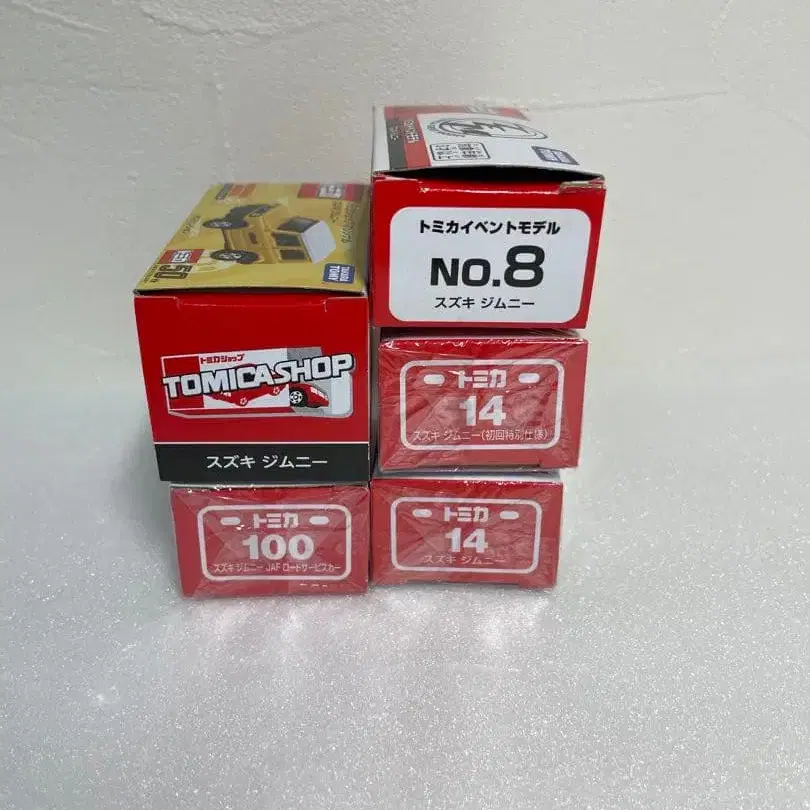 TAKARA TOMY
50
トミカショップ
TOMICASHOP
スズキ ジムニー
トミカイベントモデル
NO.8
スズキ ジムニー
トミカ
14
スズキ ジムニー(初回特別仕様)
トミカ
100
スズキ ジムニー JAF ロードサービスカー
トミカ
14
スズキ ジムニー